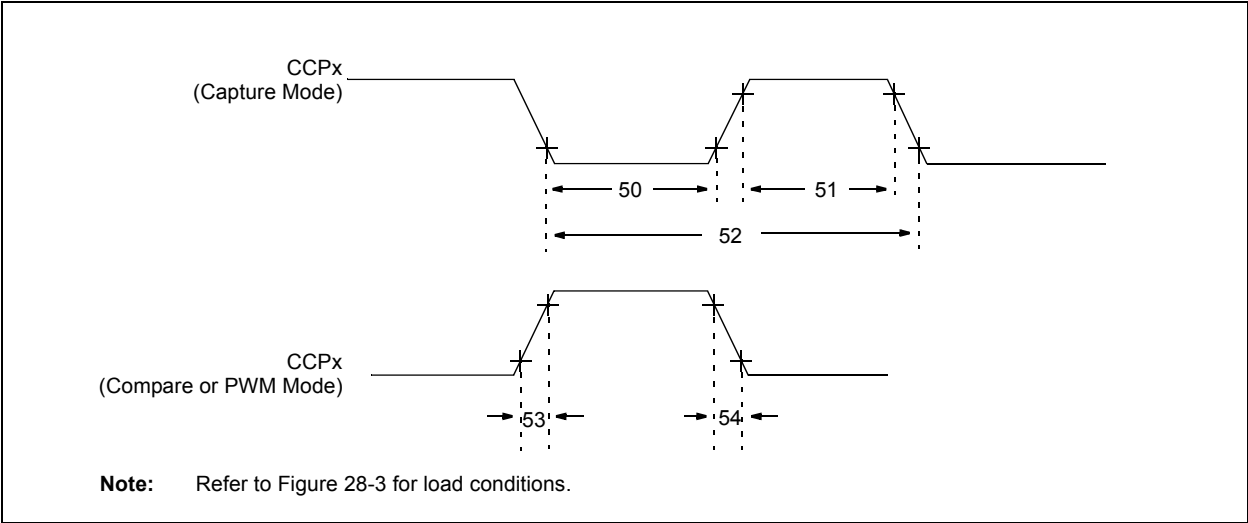 CCPx
(Capture Mode)
50
51
52
CCPx
(Compare or PWM Mode)
53
54
Note: Refer to Figure 28-3 for load conditions.